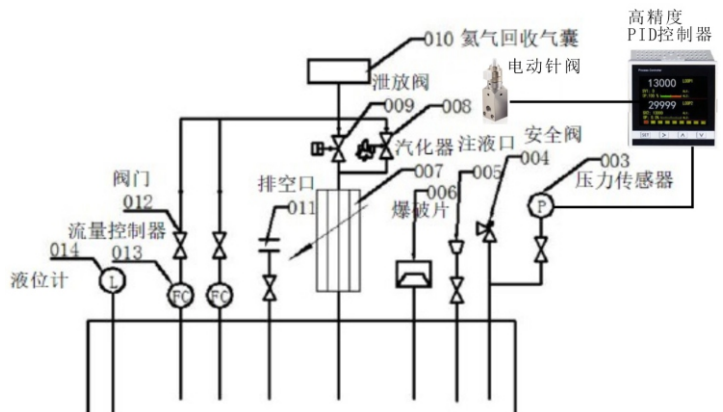 高精度
PID控制器
010 氦气回收气囊
电动针阀
泄放阀
009
008
13000
29999
汽化器
注液口
安全阀
004
003
压力传感器
005
007
006
爆破片
排空口
011
阀门
012
流量控制器
013
014
液位计
P
L
FC
FC